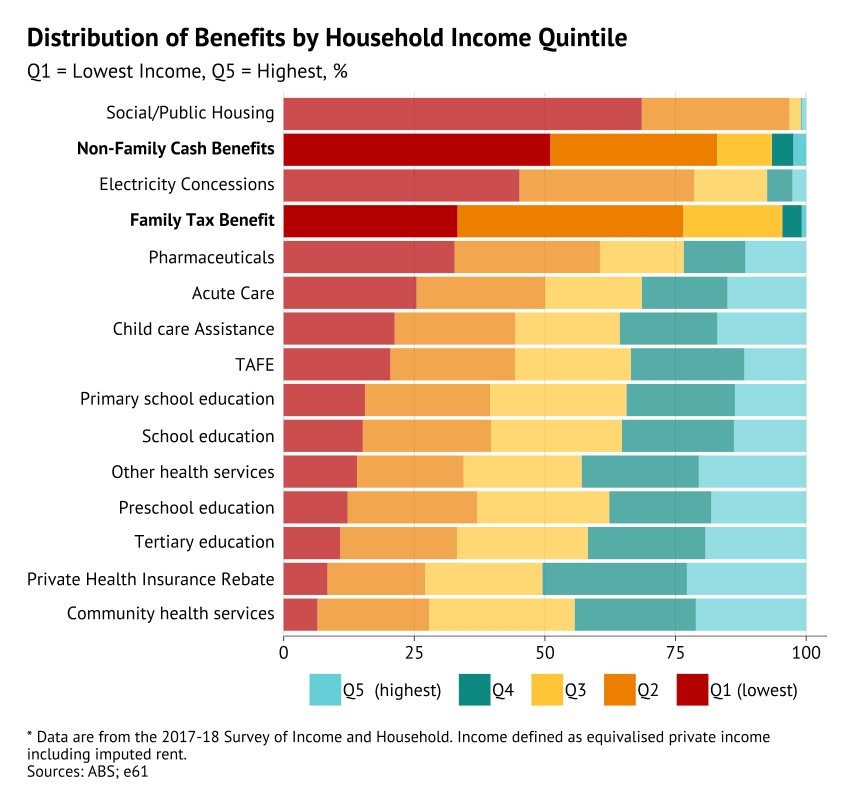 Distribution of Benefits by Household Income Quintile
Q1 = Lowest Income, Q5 = Highest, %
Social/Public Housing
Non-Family Cash Benefits
Electricity Concessions
Family Tax Benefit
Pharmaceuticals
Acute Care
Child care Assistance
TAFE
Primary school education
School education
Other health services
Preschool education
Tertiary education
Private Health Insurance Rebate
Community health services
0 25 50 75 100
Q5 (highest) Q4 Q3 Q2 Q1 (lowest)
* Data are from the 2017-18 Survey of Income and Household. Income defined as equivalised private income
including imputed rent.
Sources: ABS; e61